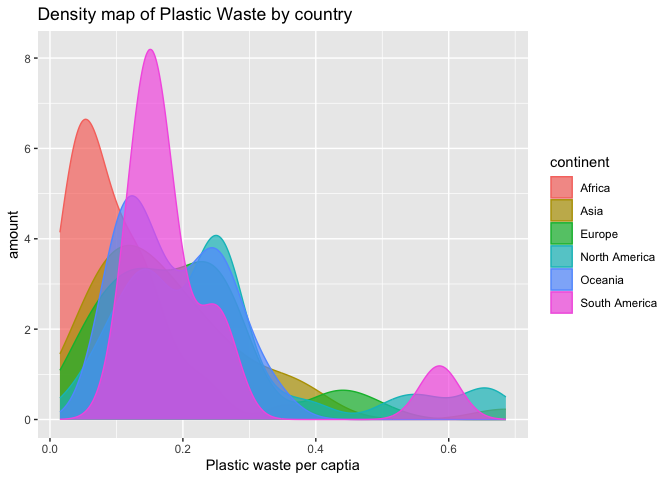 Density map of Plastic Waste by country
8
6
4
2
0
amount
0.0
0.2
0.4
0.6
Plastic waste per captia
continent
Africa
Asia
Europe
North America
Oceania
South America